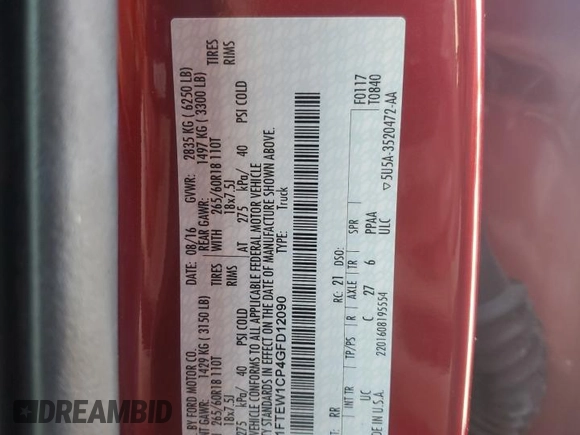 BY FORD MOTOR CO. 08/16 GVWR: 2835 KG ( 6250 LB)
NT GAWR: 1429 KG ( 3150 LB) TIRES REAR GAWR: 1497 KG ( 3300 LB) TIRES
265/60R18 110T RIMS WITH 265/60R18 110T RIMS
18x7.5J 18x7.5J
275 kPa/ 40 PSI COLD AT 275 kPa/ 40 PSI COLD
VEHICLE CONFORMS TO ALL APPLICABLE FEDERAL MOTOR VEHICLE
TY STANDARDS IN EFFECT ON THE DATE OF MANUFACTURE SHOWN ABOVE.
1FTEW1CP4GFD12090 TYPE: Truck
F0117
T0840
RR RC: 21 DSO:
INT TR TP/PS R AXLE TR SPR
UC C 27 6 PPAA
ULC
DE IN U.S.A. 2201608195554 5U5A-3520472-AA
© DREAMBID